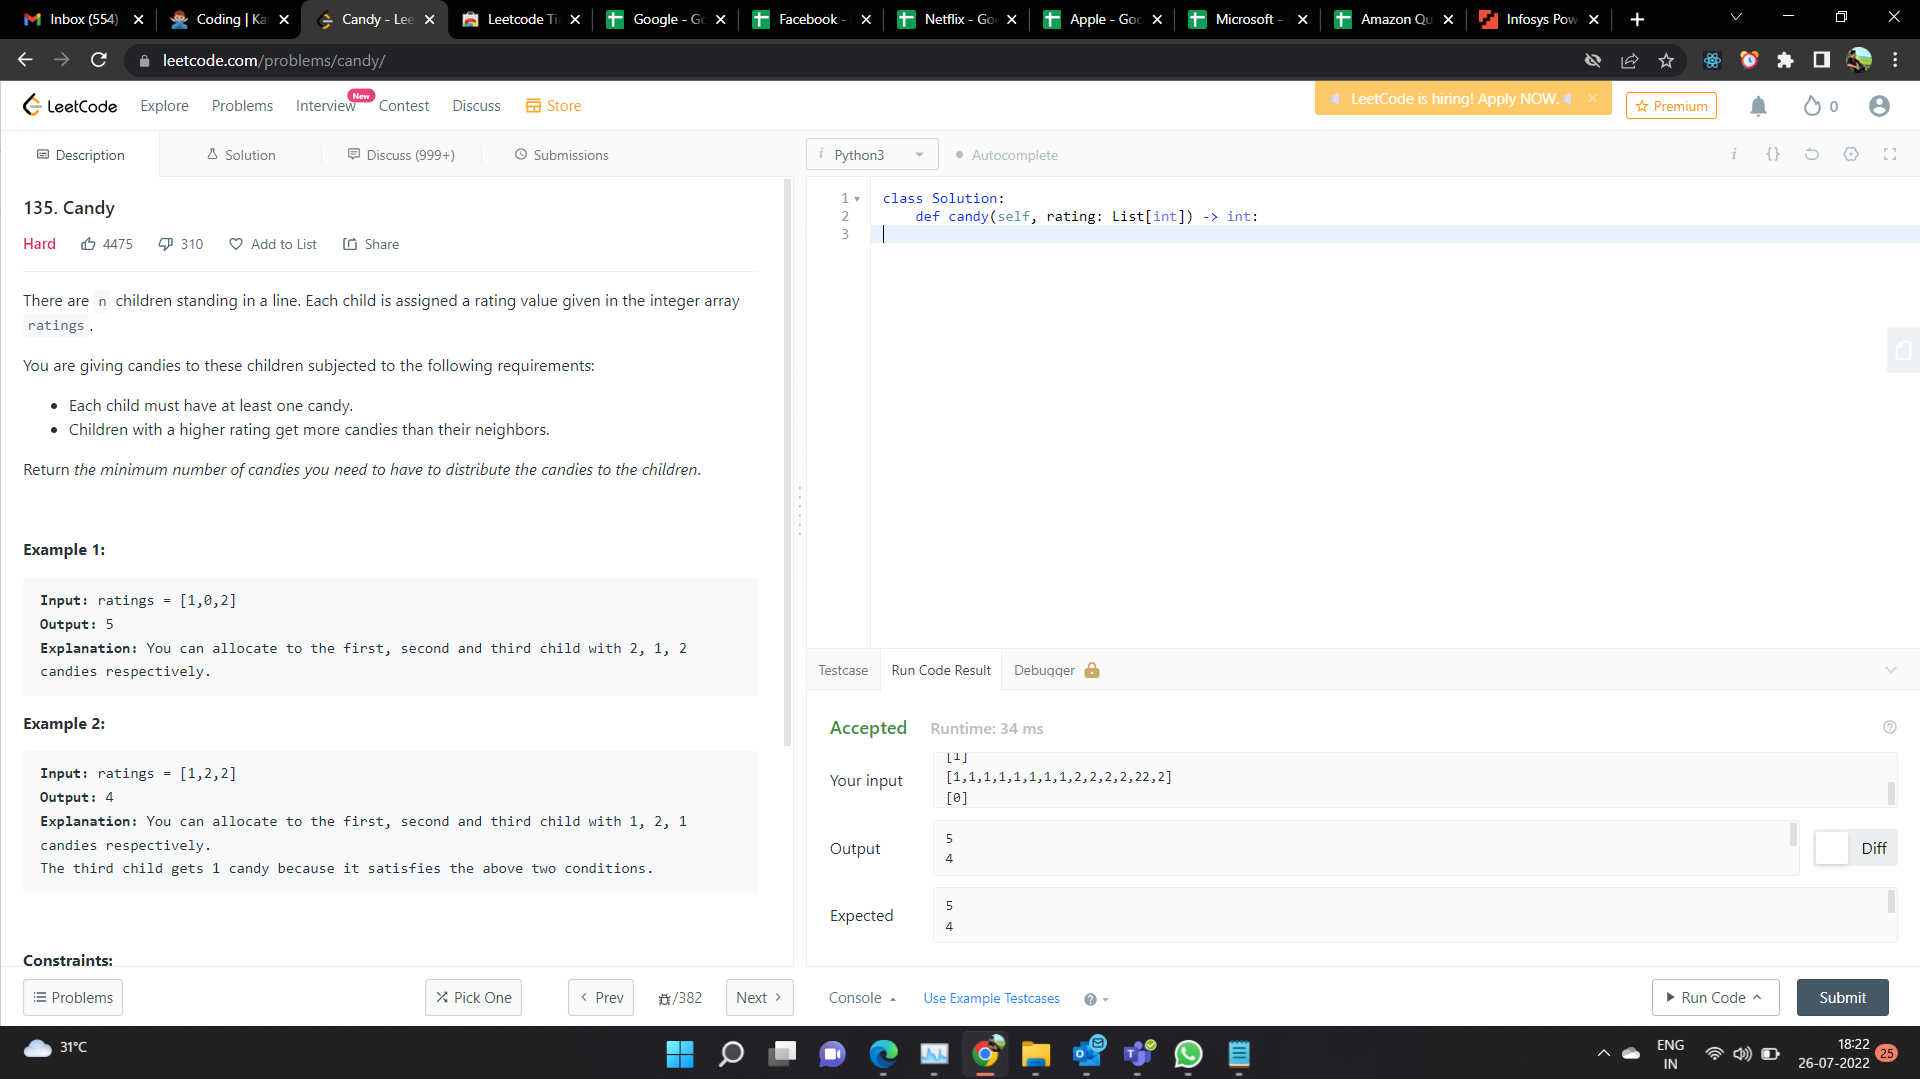 Inbox (554)
Coding | Ka
Candy - Lee
Leetcode Ti
Google - Go
Facebook -
Netflix - Go
Apple - Goo
Microsoft -
Amazon Qu
Infosys Pow
leetcode.com/problems/candy/
LeetCode
Explore
Problems
Interview
New
Contest
Discuss
Store
LeetCode is hiring! Apply NOW.
Premium
0
Description
Solution
Discuss (999+)
Submissions
135. Candy
Hard
4475
310
Add to List
Share
There are n children standing in a line. Each child is assigned a rating value given in the integer array
ratings .
You are giving candies to these children subjected to the following requirements:
Each child must have at least one candy.
Children with a higher rating get more candies than their neighbors.
Return the minimum number of candies you need to have to distribute the candies to the children.
Example 1:
Input: ratings = [1,0,2]
Output: 5
Explanation: You can allocate to the first, second and third child with 2, 1, 2
candies respectively.
Example 2:
Input: ratings = [1,2,2]
Output: 4
Explanation: You can allocate to the first, second and third child with 1, 2, 1
candies respectively.
The third child gets 1 candy because it satisfies the above two conditions.
Constraints:
Problems
Pick One
Prev
/382
Next
i Python3
Autocomplete
i {}
1 class Solution:
2 def candy(self, rating: List[int]) -> int:
3
Testcase
Run Code Result
Debugger
Accepted
Runtime: 34 ms
Your input
[1]
[1,1,1,1,1,1,1,1,2,2,2,2,22,2]
[0]
Output
5
4
Diff
Expected
5
4
Console
Use Example Testcases
Run Code
Submit
31°C
ENG
IN
18:22
26-07-2022
25